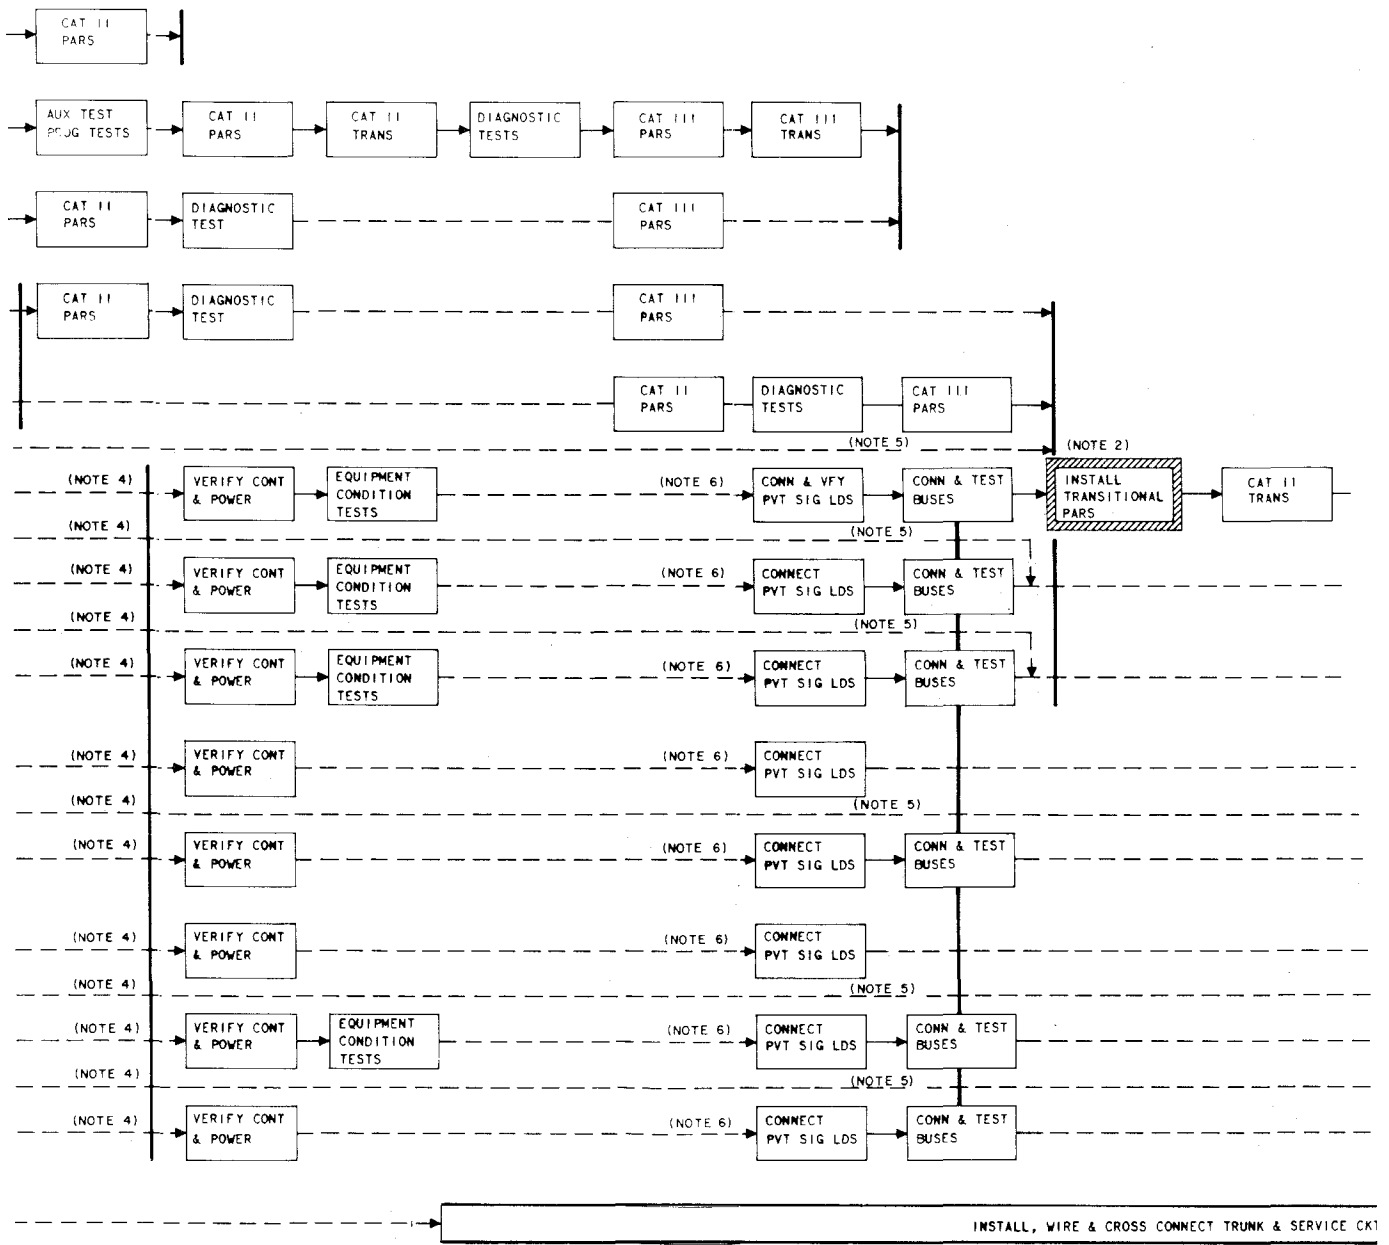 CAT II
PARS
AUX TEST
PROG TESTS
CAT II
PARS
CAT II
TRANS
DIAGNOSTIC
TESTS
CAT III
PARS
CAT III
TRANS
CAT II
PARS
DIAGNOSTIC
TEST
CAT III
PARS
CAT II
PARS
DIAGNOSTIC
TEST
CAT III
PARS
CAT II
PARS
DIAGNOSTIC
TESTS
CAT III
PARS
(NOTE 5)
(NOTE 2)
(NOTE 4)
VERIFY CONT
& POWER
EQUIPMENT
CONDITION
TESTS
(NOTE 6)
CONN & VFY
PVT SIG LDS
CONN & TEST
BUSES
INSTALL
TRANSITIONAL
PARS
CAT II
TRANS
(NOTE 4)
(NOTE 5)
(NOTE 4)
VERIFY CONT
& POWER
EQUIPMENT
CONDITION
TESTS
(NOTE 6)
CONNECT
PVT SIG LDS
CONN & TEST
BUSES
(NOTE 4)
(NOTE 5)
(NOTE 4)
VERIFY CONT
& POWER
EQUIPMENT
CONDITION
TESTS
(NOTE 6)
CONNECT
PVT SIG LDS
CONN & TEST
BUSES
(NOTE 4)
VERIFY CONT
& POWER
(NOTE 6)
CONNECT
PVT SIG LDS
(NOTE 4)
(NOTE 5)
(NOTE 4)
VERIFY CONT
& POWER
(NOTE 6)
CONNECT
PVT SIG LDS
CONN & TEST
BUSES
(NOTE 4)
VERIFY CONT
& POWER
(NOTE 6)
CONNECT
PVT SIG LDS
(NOTE 4)
(NOTE 5)
(NOTE 4)
VERIFY CONT
& POWER
EQUIPMENT
CONDITION
TESTS
(NOTE 6)
CONNECT
PVT SIG LDS
CONN & TEST
BUSES
(NOTE 4)
(NOTE 5)
(NOTE 4)
VERIFY CONT
& POWER
(NOTE 6)
CONNECT
PVT SIG LDS
CONN & TEST
BUSES
INSTALL, WIRE & CROSS CONNECT TRUNK & SERVICE CKT